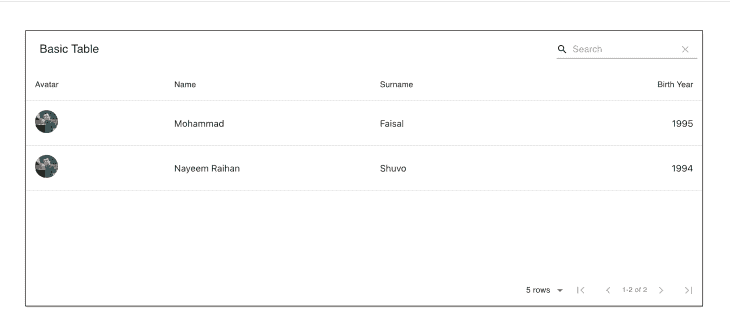 Basic Table
Search
Avatar Name Surname Birth Year
Mohammad Faisal 1995
Nayeem Raihan Shuvo 1994
5 rows 1-2 of 2